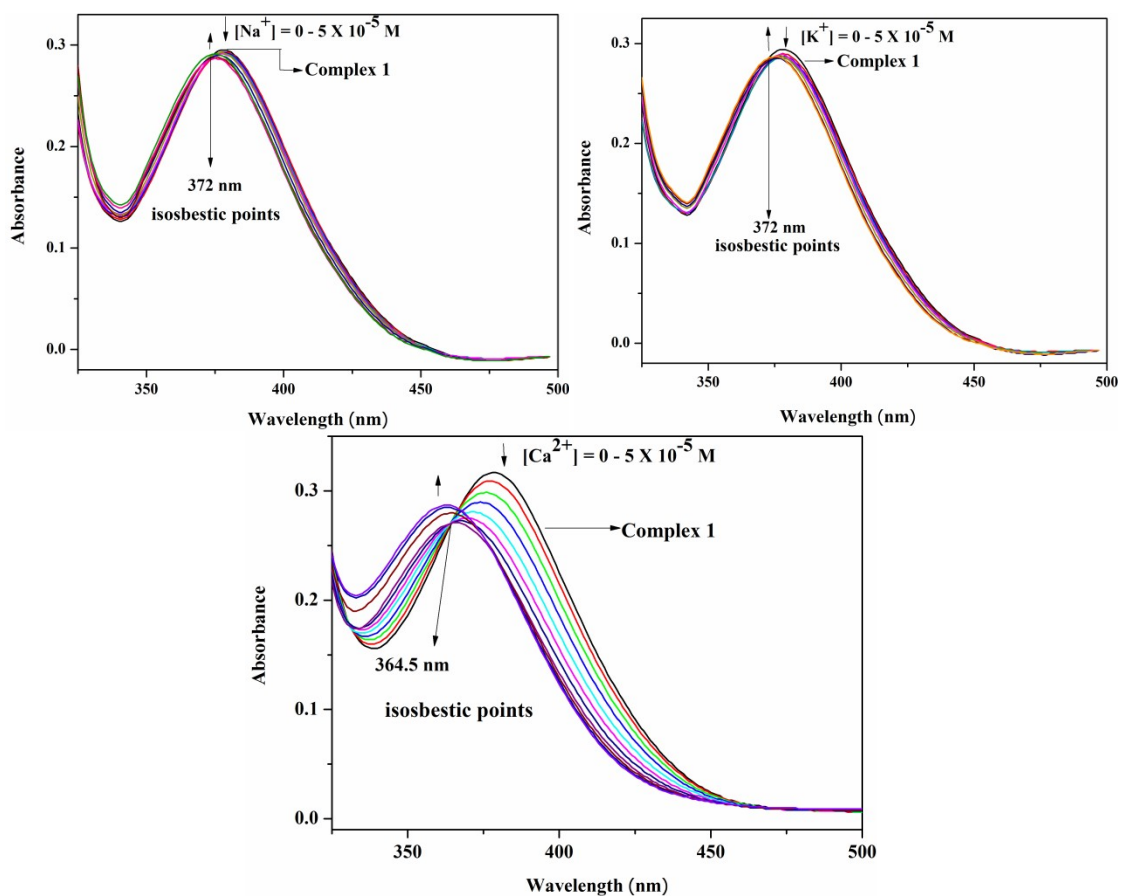 [Na+] = 0 - 5 X 10-5 M
Complex 1
372 nm
isosbestic points
Absorbance
0.3
0.2
0.1
0.0
350
400
450
500
Wavelength (nm)
[K+] = 0 - 5 X 10-5 M
Complex 1
372 nm
isosbestic points
Absorbance
0.3
0.2
0.1
0.0
350
400
450
500
Wavelength (nm)
[Ca2+] = 0 - 5 X 10-5 M
Complex 1
364.5 nm
isosbestic points
Absorbance
0.3
0.2
0.1
0.0
350
400
450
500
Wavelength (nm)